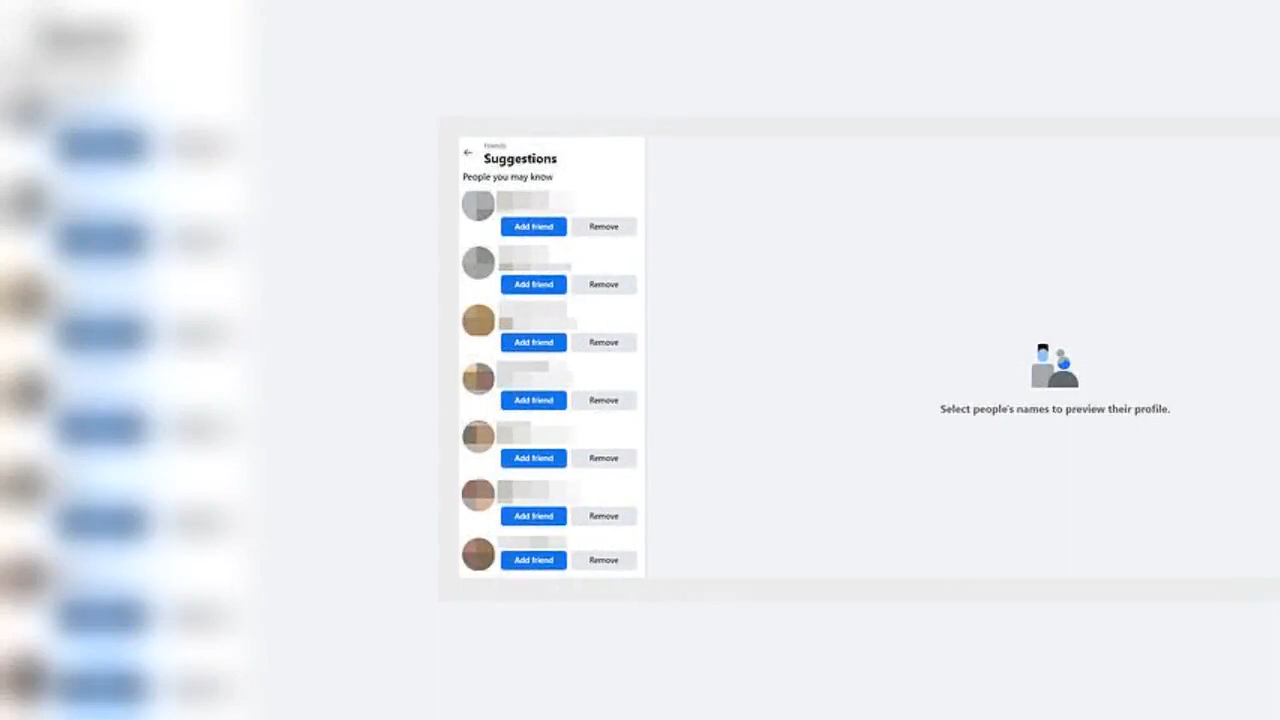 Friends
Suggestions
People you may know
Add friend Remove
Add friend Remove
Add friend Remove
Add friend Remove
Add friend Remove
Add friend Remove
Add friend Remove
Select people's names to preview their profile.